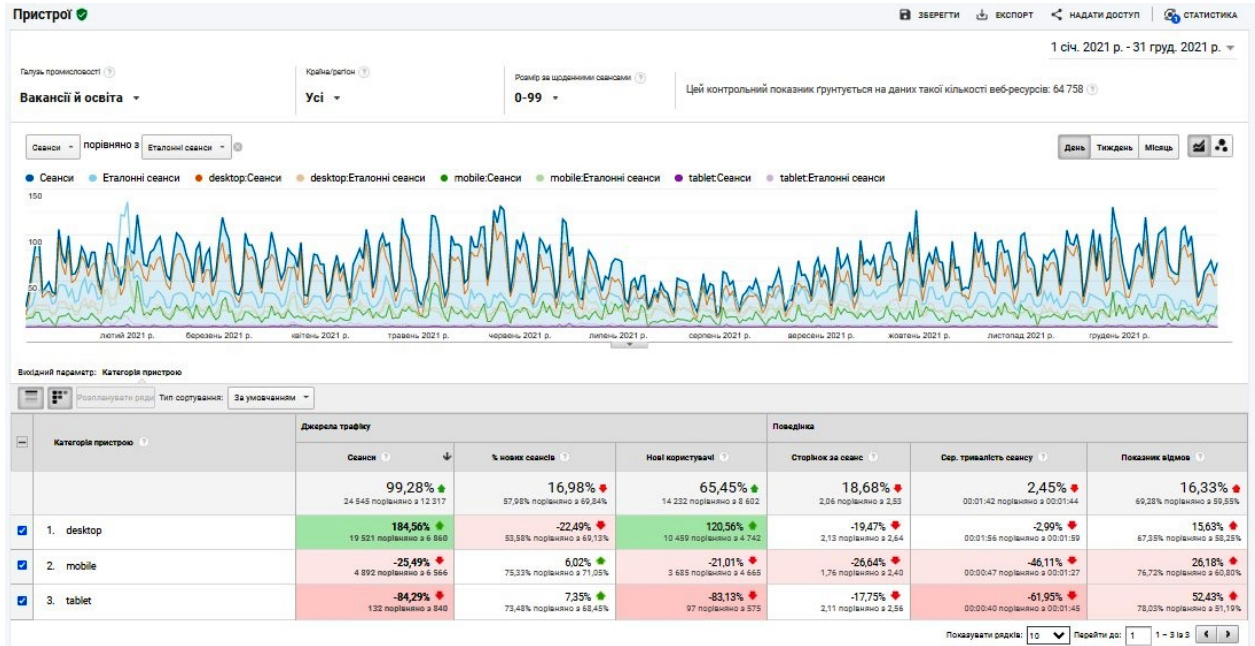 Пристрої
ЗБЕРЕГТИ ЕКСПОРТ НАДАТИ ДОСТУП СТАТИСТИКА
1 січ. 2021 р. - 31 груд. 2021 р.
Галузь промисловості Країна/регіон Розмір за щоденними сеансами
Вакансії й освіта Усі 0-99 Цей контрольний показник ґрунтується на даних такої кількості веб-ресурсів: 64 758
Сеанси порівняно з Еталонні сеанси День Тиждень Місяць
Сеанси Еталонні сеанси desktop:Сеанси desktop:Еталонні сеанси mobile:Сеанси mobile:Еталонні сеанси tablet:Сеанси tablet:Еталонні сеанси
150
100
50
лютий 2021 р. березень 2021 р. квітень 2021 р. травень 2021 р. червень 2021 р. липень 2021 р. серпень 2021 р. вересень 2021 р. жовтень 2021 р. листопад 2021 р. грудень 2021 р.
Вихідний параметр: Категорія пристрою
Розпланувати ряди Тип сортування: За умовчанням
Категорія пристрою Джерела трафіку Поведінка
Сеанси % нових сеансів Нові користувачі Сторінок за сеанс Сер. тривалість сеансу Показник відмов
99,28% 16,98% 65,45% 18,68% 2,45% 16,33%
24 545 порівняно з 12 317 57,98% порівняно з 69,84% 14 232 порівняно з 8 602 2,06 порівняно з 2,53 00:01:42 порівняно з 00:01:44 69,28% порівняно з 59,55%
1. desktop 184,56% -22,49% 120,56% -19,47% -2,99% 15,63%
19 521 порівняно з 6 860 53,58% порівняно з 69,13% 10 459 порівняно з 4 742 2,13 порівняно з 2,64 00:01:56 порівняно з 00:01:59 67,35% порівняно з 58,25%
2. mobile -25,49% 6,02% -21,01% -26,64% -46,11% 26,18%
4 892 порівняно з 6 566 75,33% порівняно з 71,05% 3 685 порівняно з 4 665 1,76 порівняно з 2,40 00:00:47 порівняно з 00:01:27 76,72% порівняно з 60,80%
3. tablet -84,29% 7,35% -83,13% -17,75% -61,95% 52,43%
132 порівняно з 840 73,48% порівняно з 68,45% 97 порівняно з 575 2,11 порівняно з 2,56 00:00:40 порівняно з 00:01:45 78,03% порівняно з 51,19%
Показувати рядків: 10 Перейти до: 1 1 – 3 із 3